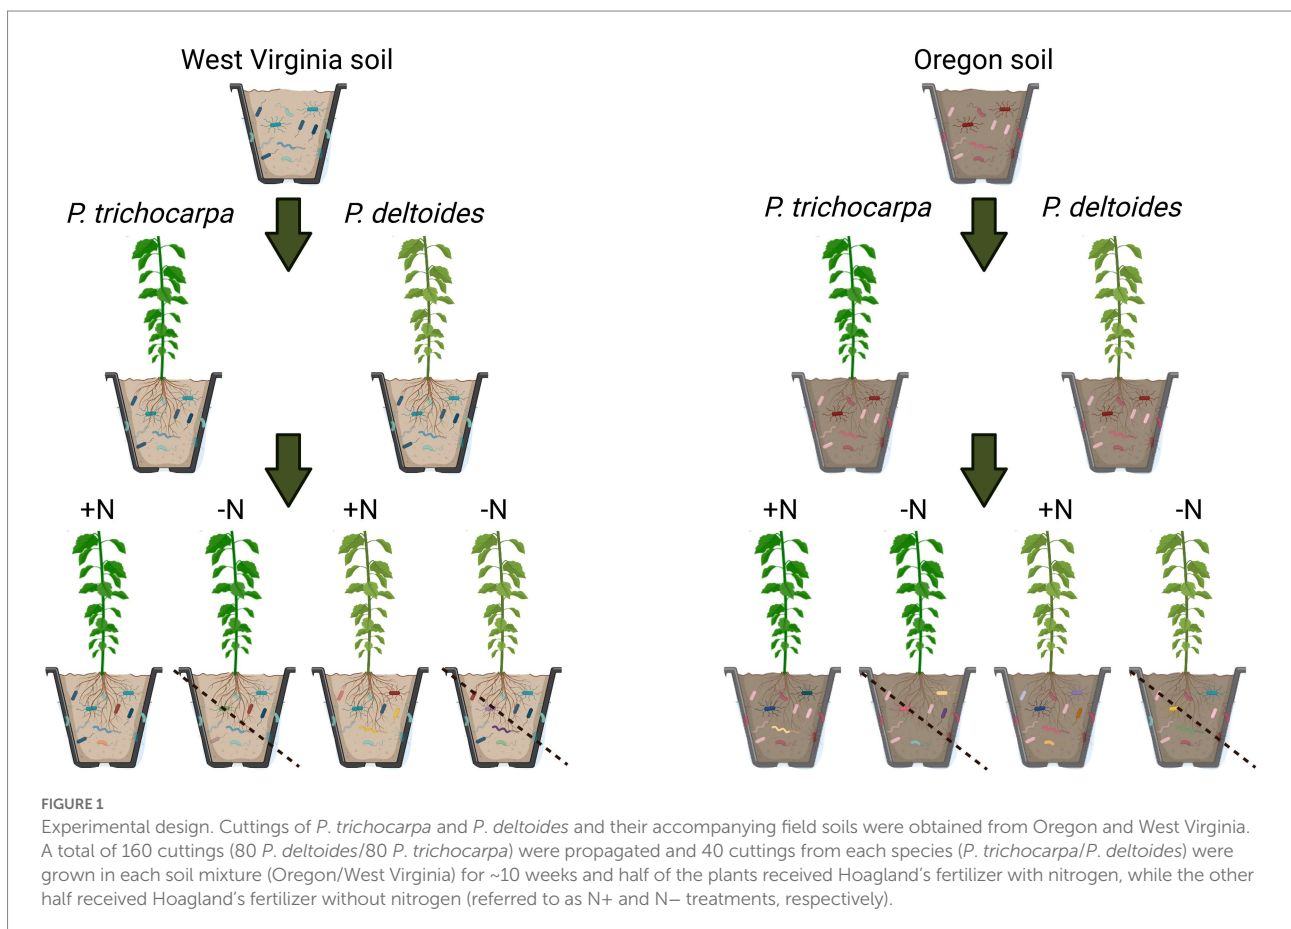 West Virginia soil
Oregon soil
P. trichocarpa
P. deltoides
P. trichocarpa
P. deltoides
+N
-N
+N
-N
+N
-N
+N
-N
FIGURE 1
Experimental design. Cuttings of P. trichocarpa and P. deltoides and their accompanying field soils were obtained from Oregon and West Virginia.
A total of 160 cuttings (80 P. deltoides/80 P. trichocarpa) were propagated and 40 cuttings from each species (P. trichocarpa/P. deltoides) were
grown in each soil mixture (Oregon/West Virginia) for ~10 weeks and half of the plants received Hoagland’s fertilizer with nitrogen, while the other
half received Hoagland’s fertilizer without nitrogen (referred to as N+ and N− treatments, respectively).